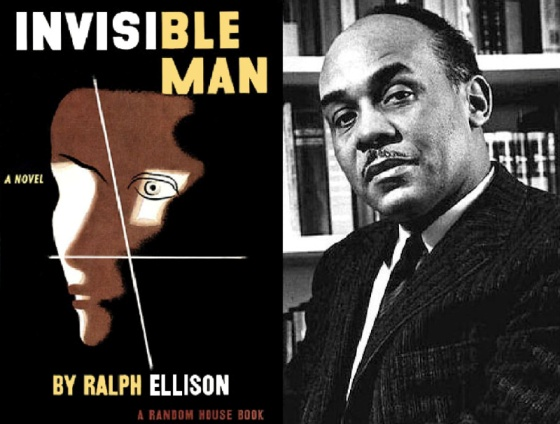 INVISIBLE
MAN
A NOVEL
BY RALPH ELLISON
A RANDOM HOUSE BOOK